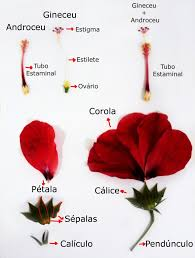 Gineceu
Androceu
Estigma
Estilete
Ovário
Tubo
Estaminal
Gineceu
+
Androceu
Tubo
Estaminal
Corola
Pétala
Cálice
Sépalas
Calículo
Pendúnculo